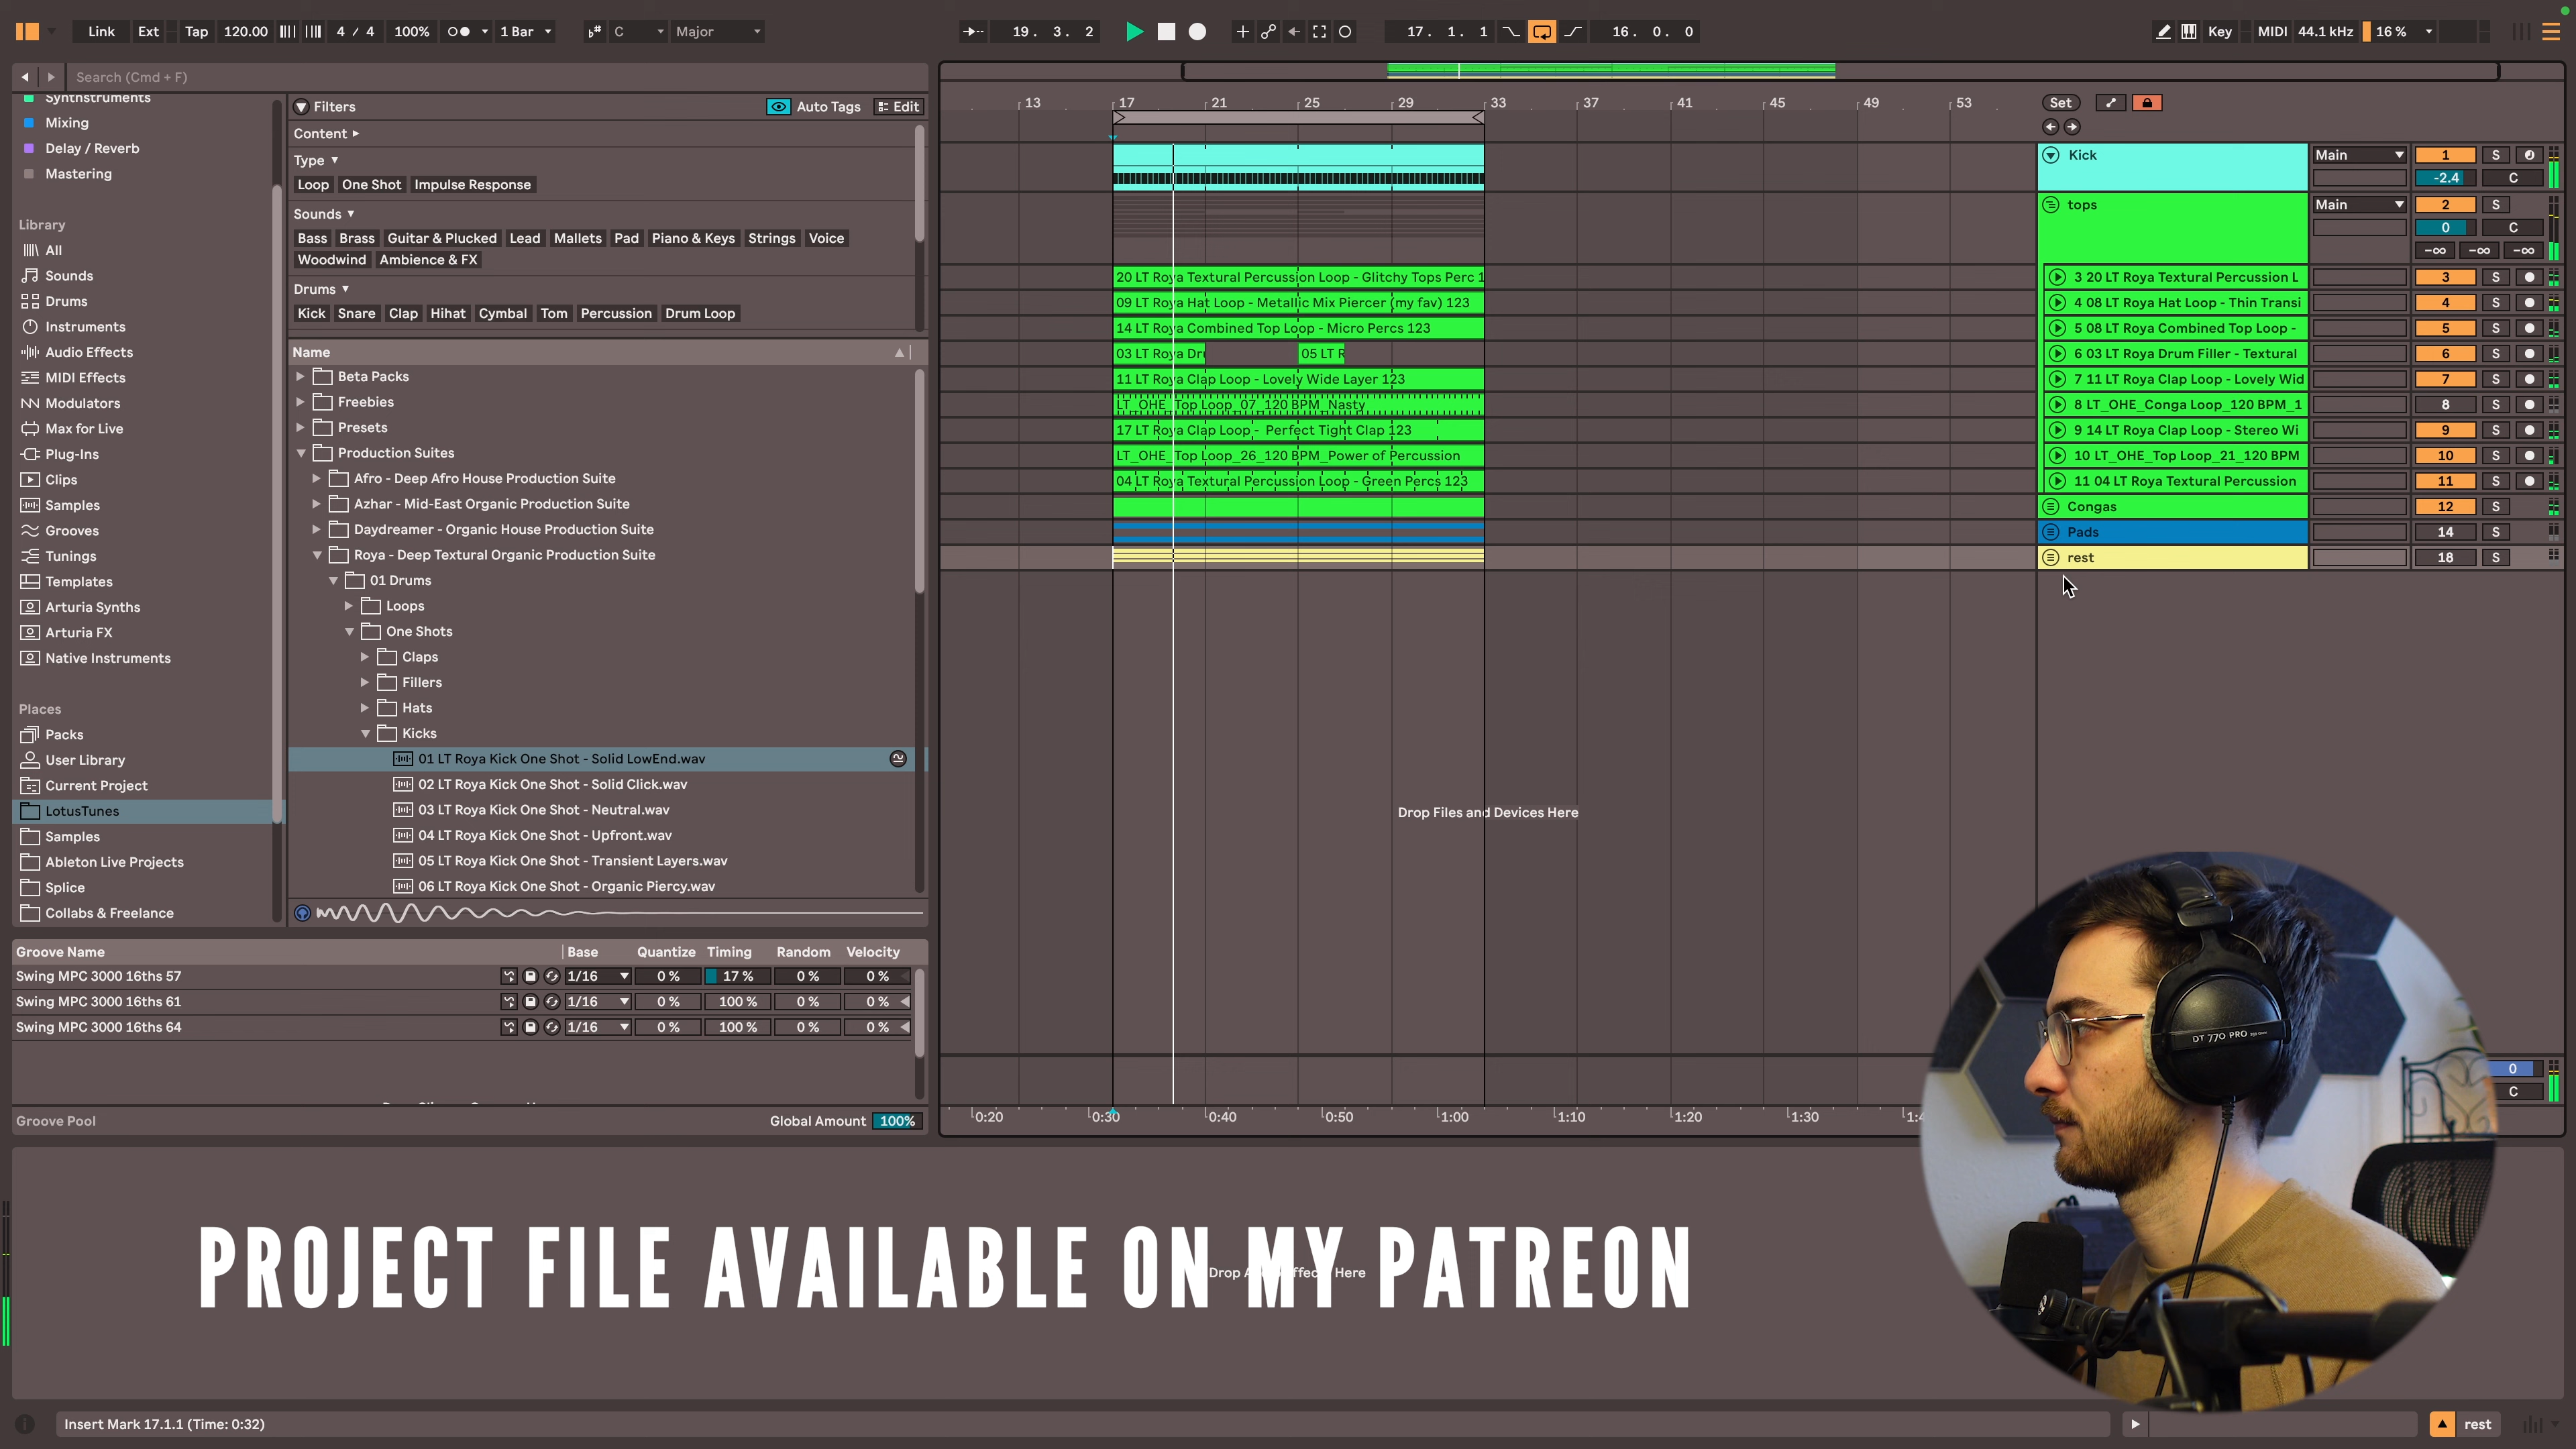 Link Ext Tap 120.00 4 / 4 100% 1 Bar C Major 19. 3. 2 17. 1. 1 16. 0. 0 Key MIDI 44.1 kHz 16 %
Search (Cmd + F)
Synthstruments
Mixing
Delay / Reverb
Mastering
Library
All
Sounds
Drums
Instruments
Audio Effects
MIDI Effects
Modulators
Max for Live
Plug-Ins
Clips
Samples
Grooves
Tunings
Templates
Arturia Synths
Arturia FX
Native Instruments
Places
Packs
User Library
Current Project
LotusTunes
Samples
Ableton Live Projects
Splice
Collabs & Freelance
Filters Auto Tags Edit
Content
Type
Loop One Shot Impulse Response
Sounds
Bass Brass Guitar & Plucked Lead Mallets Pad Piano & Keys Strings Voice
Woodwind Ambience & FX
Drums
Kick Snare Clap Hihat Cymbal Tom Percussion Drum Loop
Name
Beta Packs
Freebies
Presets
Production Suites
Afro - Deep Afro House Production Suite
Azhar - Mid-East Organic Production Suite
Daydreamer - Organic House Production Suite
Roya - Deep Textural Organic Production Suite
01 Drums
Loops
One Shots
Claps
Fillers
Hats
Kicks
01 LT Roya Kick One Shot - Solid LowEnd.wav
02 LT Roya Kick One Shot - Solid Click.wav
03 LT Roya Kick One Shot - Neutral.wav
04 LT Roya Kick One Shot - Upfront.wav
05 LT Roya Kick One Shot - Transient Layers.wav
06 LT Roya Kick One Shot - Organic Piercy.wav
Groove Name Base Quantize Timing Random Velocity
Swing MPC 3000 16ths 57 1/16 0 % 17 % 0 % 0 %
Swing MPC 3000 16ths 61 1/16 0 % 100 % 0 % 0 %
Swing MPC 3000 16ths 64 1/16 0 % 100 % 0 % 0 %
Groove Pool Global Amount 100%
13 17 21 25 29 33 37 41 45 49 53 Set
Kick Main 1 S
-2.4 C
tops Main 2 S
0 C
-∞ -∞ -∞
20 LT Roya Textural Percussion Loop - Glitchy Tops Perc 1 3 20 LT Roya Textural Percussion L 3 S
09 LT Roya Hat Loop - Metallic Mix Piercer (my fav) 123 4 08 LT Roya Hat Loop - Thin Transi 4 S
14 LT Roya Combined Top Loop - Micro Percs 123 5 08 LT Roya Combined Top Loop - 5 S
03 LT Roya Dr 05 LT R 6 03 LT Roya Drum Filler - Textural 6 S
11 LT Roya Clap Loop - Lovely Wide Layer 123 7 11 LT Roya Clap Loop - Lovely Wid 7 S
LT_OHE_Top Loop_07_120 BPM_Nasty 8 LT_OHE_Conga Loop_120 BPM_1 8 S
17 LT Roya Clap Loop - Perfect Tight Clap 123 9 14 LT Roya Clap Loop - Stereo Wi 9 S
LT_OHE_Top Loop_26_120 BPM_Power of Percussion 10 LT_OHE_Top Loop_21_120 BPM 10 S
04 LT Roya Textural Percussion Loop - Green Percs 123 11 04 LT Roya Textural Percussion 11 S
Congas 12 S
Pads 14 S
rest 18 S
Drop Files and Devices Here
DT 770 PRO
0
C
0:20 0:30 0:40 0:50 1:00 1:10 1:20 1:30 1:4
PROJECT FILE AVAILABLE ON MY PATREON
Drop Here
Insert Mark 17.1.1 (Time: 0:32) rest